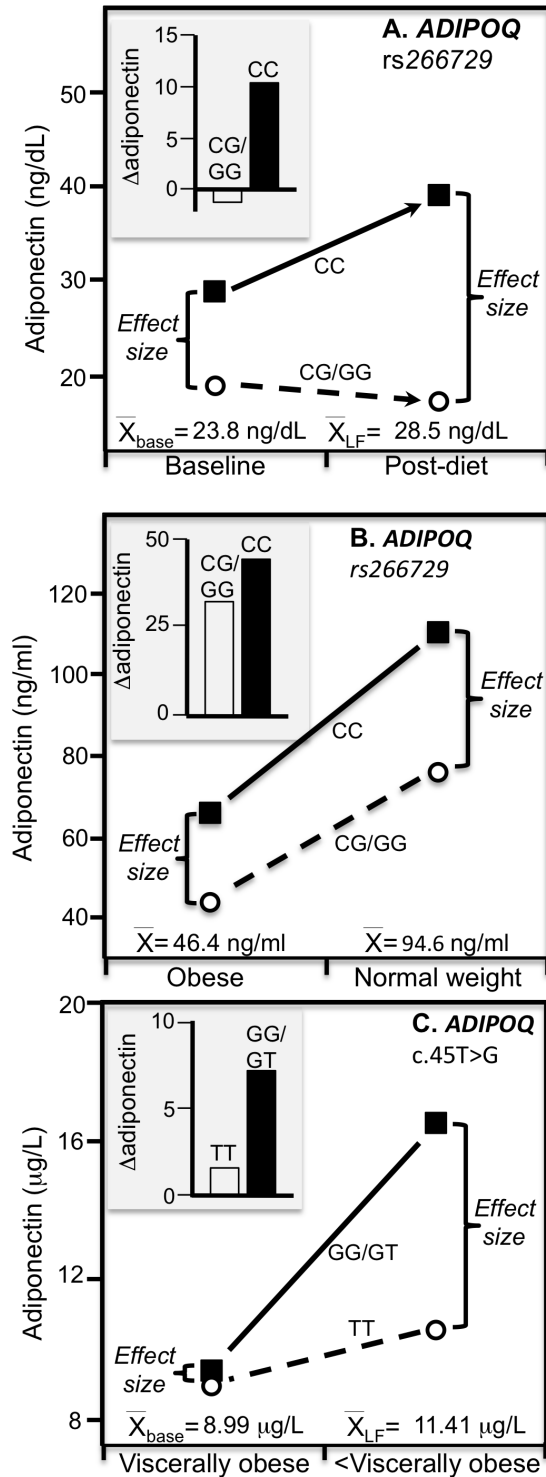 A. ADIPOQ
rs266729
Adiponectin (ng/dL)
50
40
30
20
Δadiponectin
15
10
5
0
CG/
GG
CC
CC
CG/GG
Effect
size
Effect
size
X̅base = 23.8 ng/dL
X̅LF= 28.5 ng/dL
Baseline
Post-diet
B. ADIPOQ
rs266729
Adiponectin (ng/ml)
120
100
80
60
40
Δadiponectin
50
25
0
CG/
GG
CC
CC
CG/GG
Effect
size
Effect
size
X̅= 46.4 ng/ml
X̅= 94.6 ng/ml
Obese
Normal weight
C. ADIPOQ
c.45T>G
Adiponectin (μg/L)
20
16
12
8
Δadiponectin
10
5
0
TT
GG/
GT
GG/GT
TT
Effect
size
Effect
size
X̅base = 8.99 μg/L
X̅LF= 11.41 μg/L
Viscerally obese
<Viscerally obese